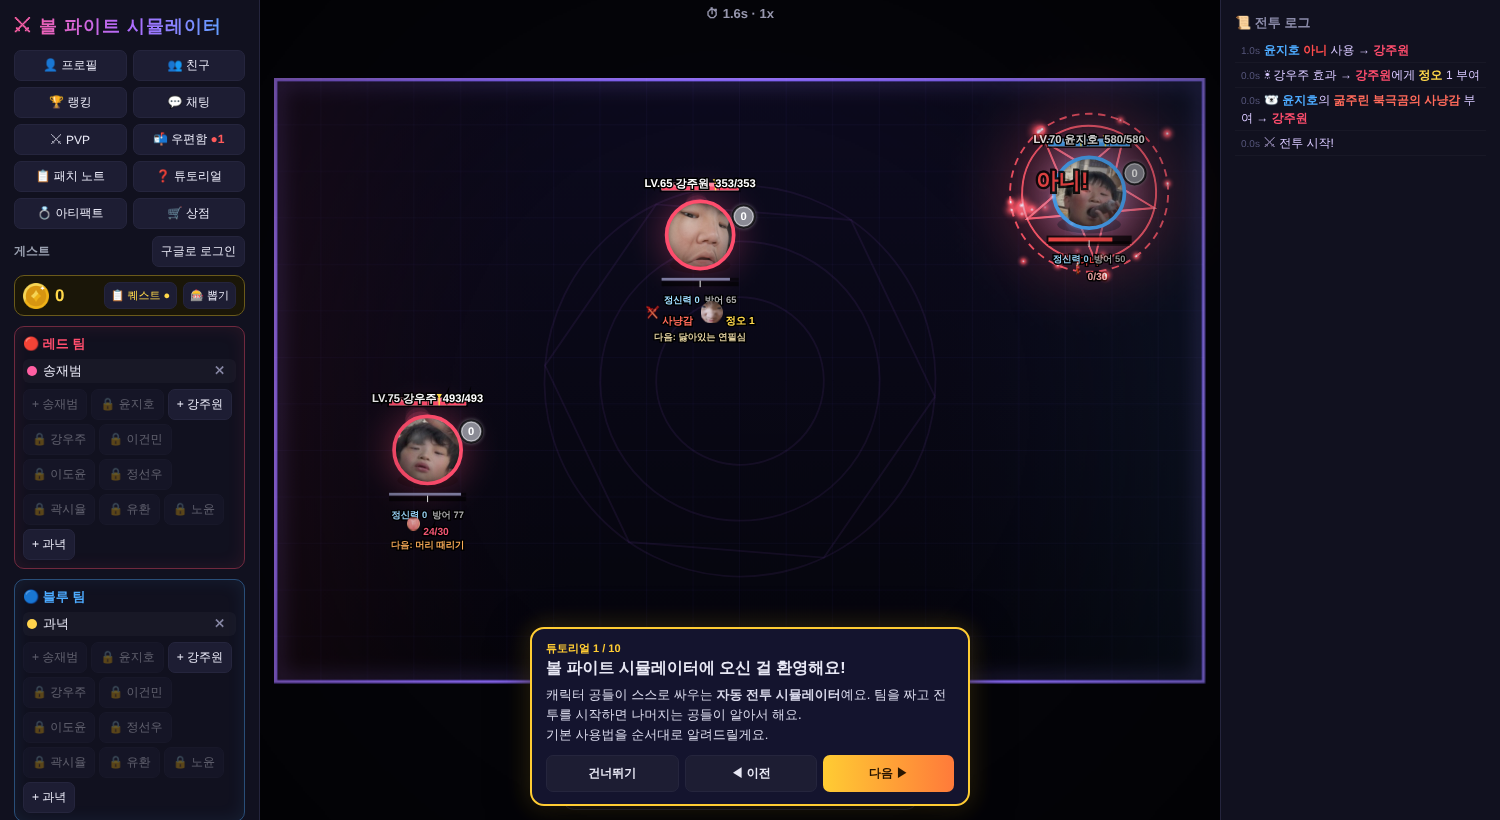 ⚔ 볼 파이트 시뮬레이터
👤 프로필
👥 친구
🏆 랭킹
💬 채팅
⚔ PVP
📬 우편함 ●1
📋 패치 노트
❓ 튜토리얼
💍 아티팩트
🛒 상점
게스트
구글로 로그인
0
📋 퀘스트 ●
🎰 뽑기
🔴 레드 팀
송재범 ✕
+ 송재범
🔒 윤지호
+ 강주원
🔒 강우주
🔒 이건민
🔒 이도윤
🔒 정선우
🔒 곽시율
🔒 유환
🔒 노윤
+ 과녁
🔵 블루 팀
과녁 ✕
+ 송재범
🔒 윤지호
+ 강주원
🔒 강우주
🔒 이건민
🔒 이도윤
🔒 정선우
🔒 곽시율
🔒 유환
🔒 노윤
+ 과녁
⏱ 1.6s · 1x
LV.70 윤지호 580/580
0
아니!
정신력 0 방어 50
0/30
LV.65 강주원 353/353
0
정신력 0 방어 65
사냥감
정오 1
다음: 닳아있는 연필심
LV.75 강우주 493/493
0
정신력 0 방어 77
24/30
다음: 머리 때리기
튜토리얼 1 / 10
볼 파이트 시뮬레이터에 오신 걸 환영해요!
캐릭터 공들이 스스로 싸우는 자동 전투 시뮬레이터예요. 팀을 짜고 전
투를 시작하면 나머지는 공들이 알아서 해요.
기본 사용법을 순서대로 알려드릴게요.
건너뛰기
◀ 이전
다음 ▶
📜 전투 로그
1.0s 윤지호 아니 사용 → 강주원
0.0s ☀ 강우주 효과 → 강주원에게 정오 1 부여
0.0s 🐻‍❄️ 윤지호의 굶주린 북극곰의 사냥감 부
여 → 강주원
0.0s ⚔ 전투 시작!